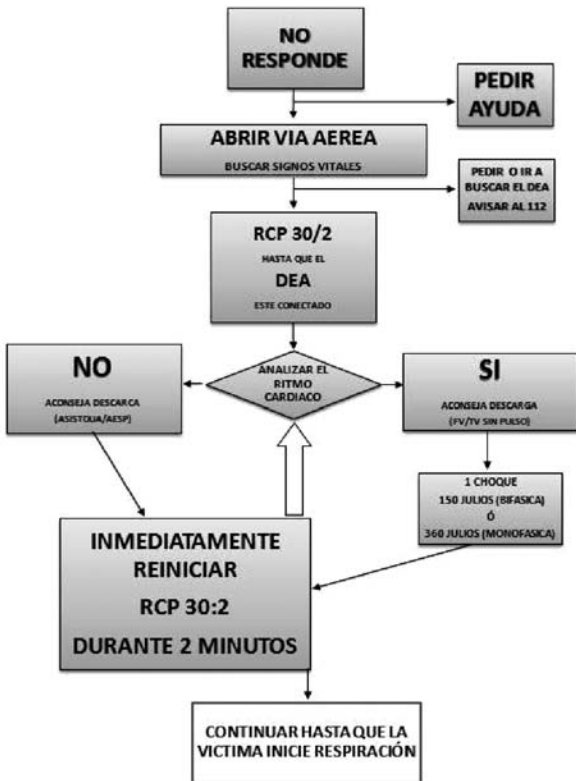 NO
RESPONDE
PEDIR
AYUDA
ABRIR VIA AEREA
BUSCAR SIGNOS VITALES
PEDIR O IR A
BUSCAR EL DEA
AVISAR AL 112
RCP 30/2
HASTA QUE EL
DEA
ESTE CONECTADO
ANALIZAR EL
RITMO
CARDIACO
NO
ACONSEJA DESCARCA
(ASISTOLIA/AESP)
SI
ACONSEJA DESCARGA
(FV/TV SIN PULSO)
1 CHOQUE
150 JULIOS (BIFASICA)
Ó
360 JULIOS (MONOFASICA)
INMEDIATAMENTE
REINICIAR
RCP 30:2
DURANTE 2 MINUTOS
CONTINUAR HASTA QUE LA
VICTIMA INICIE RESPIRACIÓN